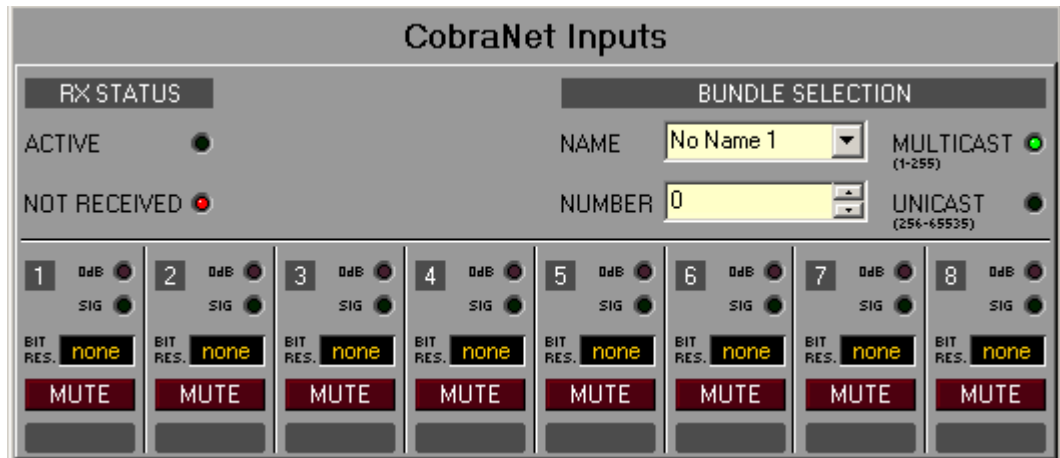 CobraNet Inputs
RX STATUS
BUNDLE SELECTION
ACTIVE
NAME No Name 1 MULTICAST
(1-255)
NOT RECEIVED
NUMBER 0 UNICAST
(256-65535)
1 0dB 2 0dB 3 0dB 4 0dB 5 0dB 6 0dB 7 0dB 8 0dB
SIG SIG SIG SIG SIG SIG SIG SIG
BIT RES. none BIT RES. none BIT RES. none BIT RES. none BIT RES. none BIT RES. none BIT RES. none BIT RES. none
MUTE MUTE MUTE MUTE MUTE MUTE MUTE MUTE